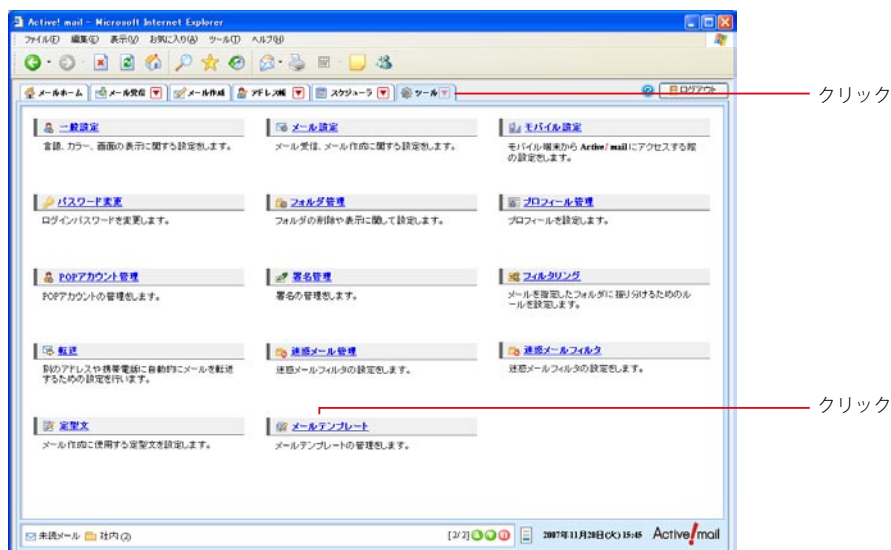 Active! mail - Microsoft Internet Explorer
ファイル(F) 編集(E) 表示(V) お気に入り(A) ツール(T) ヘルプ(H)
メールホーム メール受信 メール作成 アドレス帳 スケジューラ ツール ログアウト
クリック
一般設定 メール設定 モバイル設定
言語、カラー、画面の表示に関する設定をします。 メール受信、メール作成に関する設定をします。 モバイル端末から Active! mail にアクセスする際
の設定をします。
パスワード変更 フォルダ管理 プロフィール管理
ログインパスワードを変更します。 フォルダの削除や表示に関して設定します。 プロフィールを設定します。
POPアカウント管理 署名管理 フィルタリング
POPアカウントの管理をします。 署名の管理をします。 メールを指定したフォルダに振り分けるためのル
ールを設定します。
転送 迷惑メール管理 迷惑メールフィルタ
別のアドレスや携帯電話に自動的にメールを転送
するための設定を行います。 迷惑メールフィルタの設定をします。 迷惑メールフィルタの設定をします。
クリック
定型文 メールテンプレート
メール作成に使用する定型文を設定します。 メールテンプレートの管理をします。
未読メール 社内(2) [2/2] 2007年11月20日(火) 15:45 Active! mail